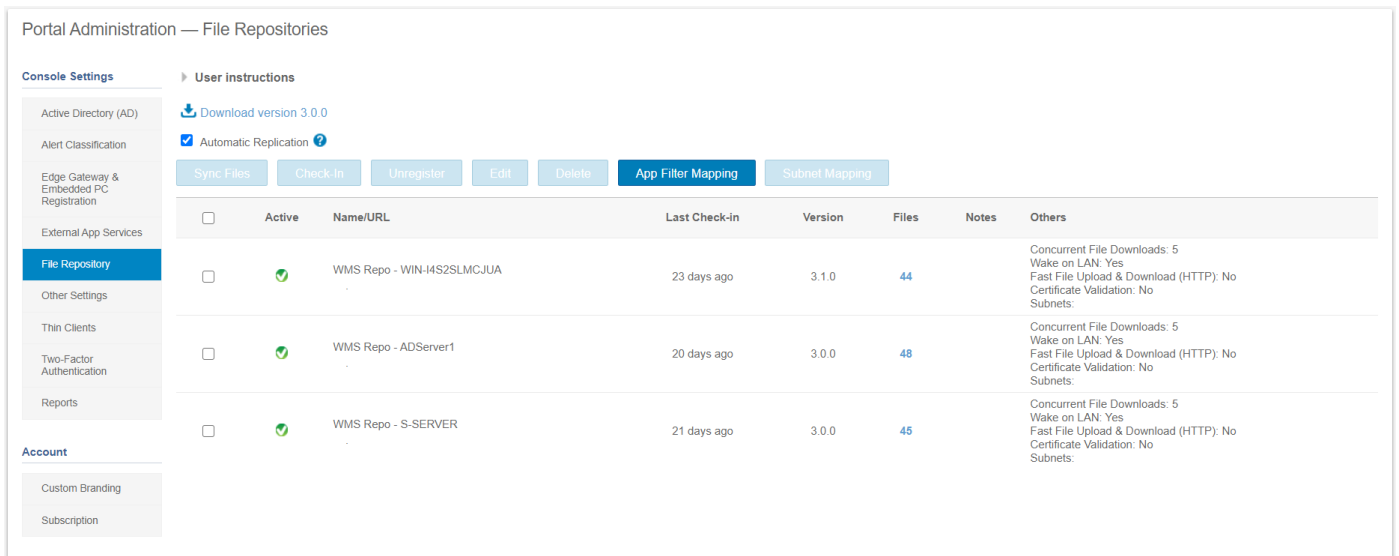 Portal Administration — File Repositories
Console Settings
Active Directory (AD)
Alert Classification
Edge Gateway &
Embedded PC
Registration
External App Services
File Repository
Other Settings
Thin Clients
Two-Factor
Authentication
Reports
Account
Custom Branding
Subscription
User instructions
Download version 3.0.0
Automatic Replication ?
Sync Files Check-In Unregister Edit Delete App Filter Mapping Subnet Mapping
Active Name/URL Last Check-in Version Files Notes Others
WMS Repo - WIN-I4S2SLMCJUA 23 days ago 3.1.0 44
Concurrent File Downloads: 5
Wake on LAN: Yes
Fast File Upload & Download (HTTP): No
Certificate Validation: No
Subnets:
WMS Repo - ADServer1 20 days ago 3.0.0 48
Concurrent File Downloads: 5
Wake on LAN: Yes
Fast File Upload & Download (HTTP): No
Certificate Validation: No
Subnets:
WMS Repo - S-SERVER 21 days ago 3.0.0 45
Concurrent File Downloads: 5
Wake on LAN: Yes
Fast File Upload & Download (HTTP): No
Certificate Validation: No
Subnets: